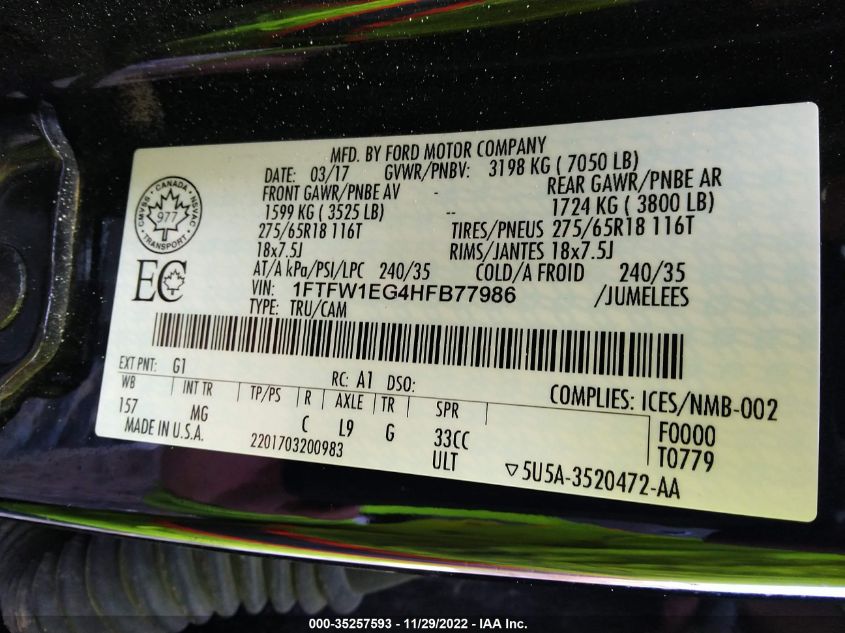 MFD. BY FORD MOTOR COMPANY
DATE: 03/17 GVWR/PNBV: 3198 KG ( 7050 LB)
FRONT GAWR/PNBE AV - REAR GAWR/PNBE AR
1599 KG ( 3525 LB) -- 1724 KG ( 3800 LB)
275/65R18 116T TIRES/PNEUS 275/65R18 116T
18x7.5J RIMS/JANTES 18x7.5J
AT/A kPa/PSI/LPC 240/35 COLD/A FROID 240/35
VIN: 1FTFW1EG4HFB77986 /JUMELEES
TYPE: TRU/CAM
CANADA
CMVSS NSVAC
977
TRANSPORT
EC
EXT PNT: G1 RC: A1 DSO:
COMPLIES: ICES/NMB-002
WB INT TR TP/PS R AXLE TR SPR
157 MG C L9 G 33CC F0000
MADE IN U.S.A. 2201703200983 ULT T0779
▽5U5A-3520472-AA
000-35257593 - 11/29/2022 - IAA Inc.